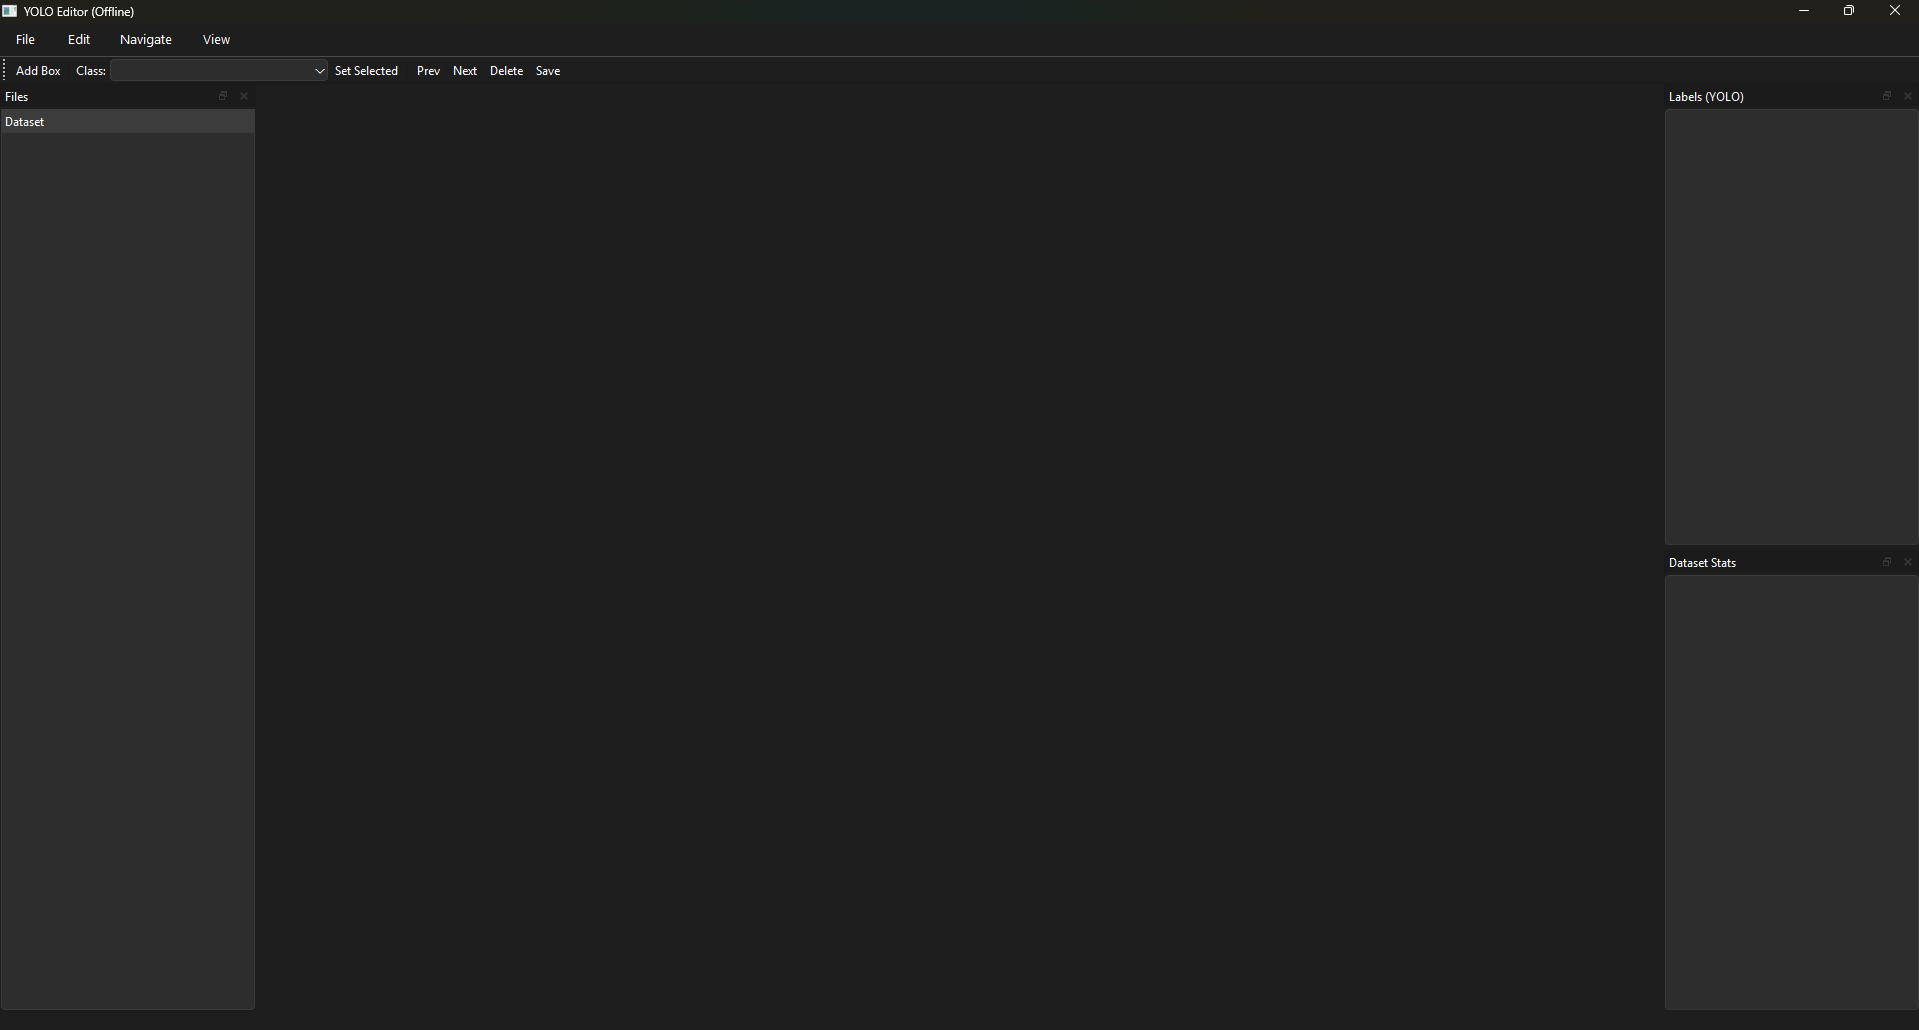 YOLO Editor (Offline)
File Edit Navigate View
Add Box Class: Set Selected Prev Next Delete Save
Files
Dataset
Labels (YOLO)
Dataset Stats